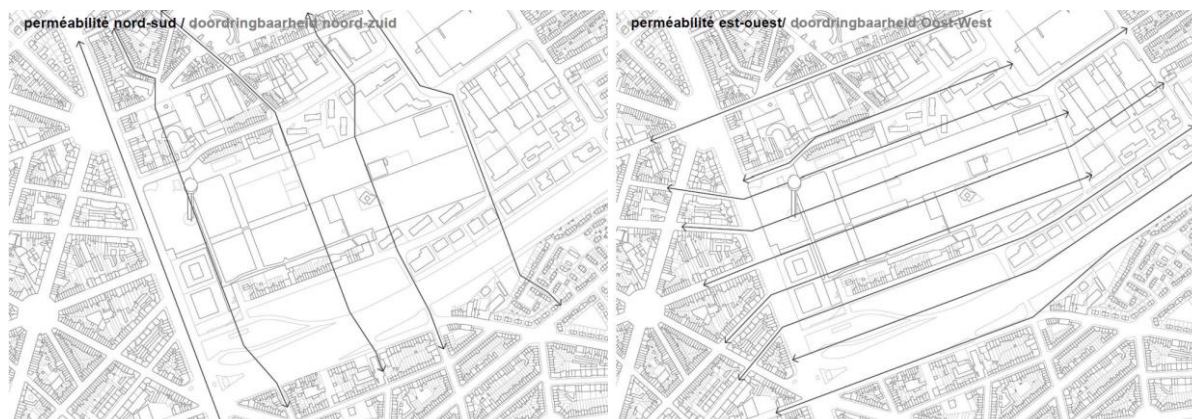 perméabilité nord-sud / doordringbaarheid noord-zuid
perméabilité est-ouest/ doordringbaarheid Oost-West